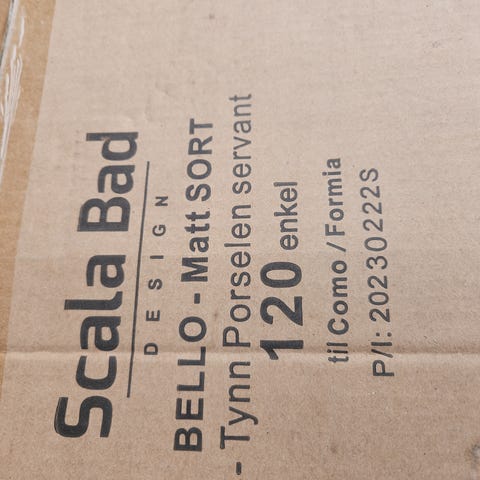 Scala Bad
DESIGN
BELLO - Matt SORT
- Tynn Porselen servant
120 enkel
til Como / Formia
P/I: 20230222S